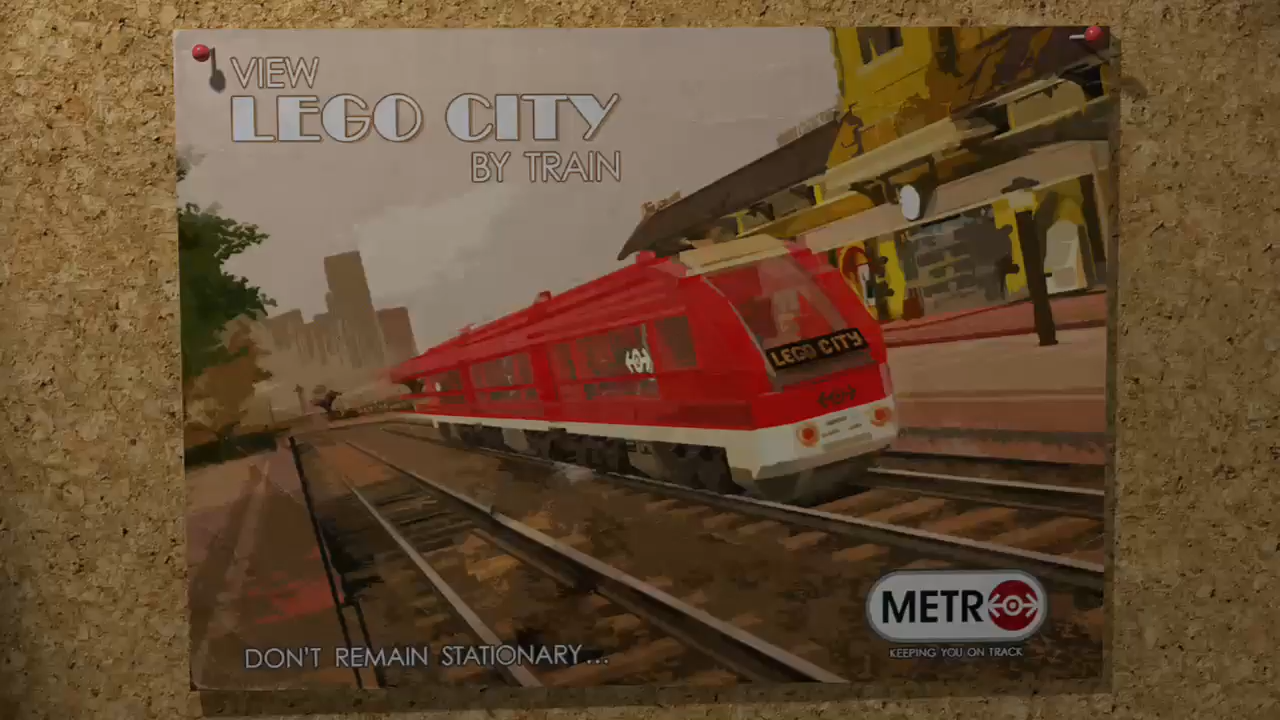 VIEW
LEGO CITY
BY TRAIN
LEGO CITY
METRO
KEEPING YOU ON TRACK
DON'T REMAIN STATIONARY...